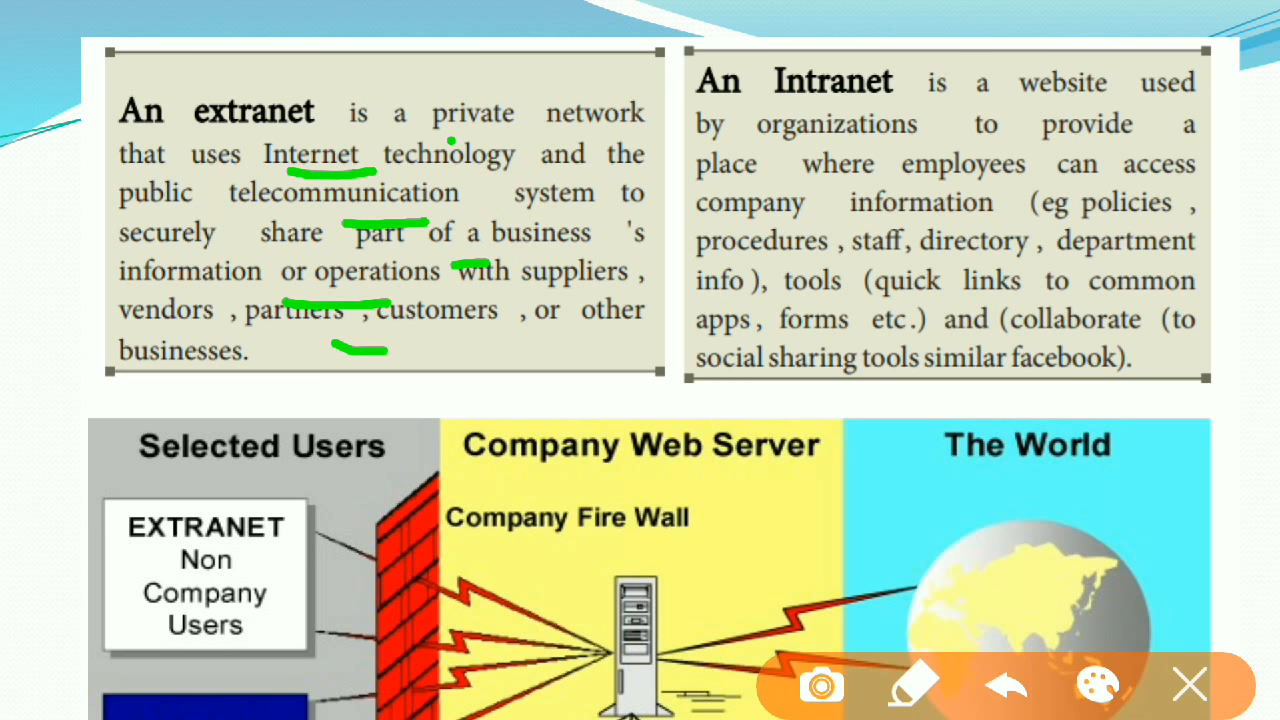 An extranet is a private network
that uses Internet technology and the
public telecommunication system to
securely share part of a business 's
information or operations with suppliers ,
vendors , partners , customers , or other
businesses.
An Intranet is a website used
by organizations to provide a
place where employees can access
company information (eg policies ,
procedures , staff, directory , department
info ), tools (quick links to common
apps , forms etc .) and (collaborate (to
social sharing tools similar facebook).
Selected Users
Company Web Server
The World
Company Fire Wall
EXTRANET
Non
Company
Users